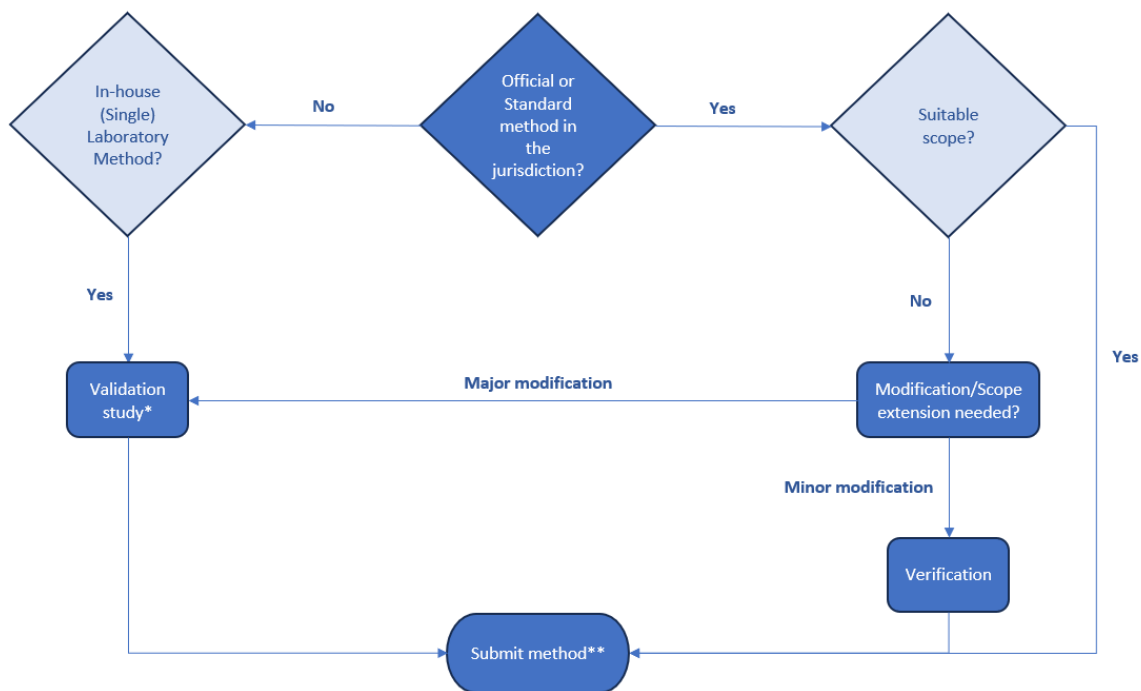 In-house
(Single)
Laboratory
Method?
No
Official or
Standard
method in
the
jurisdiction?
Yes
Suitable
scope?
Yes
No
Yes
Validation
study*
Major modification
Modification/Scope
extension needed?
Minor modification
Verification
Submit method**